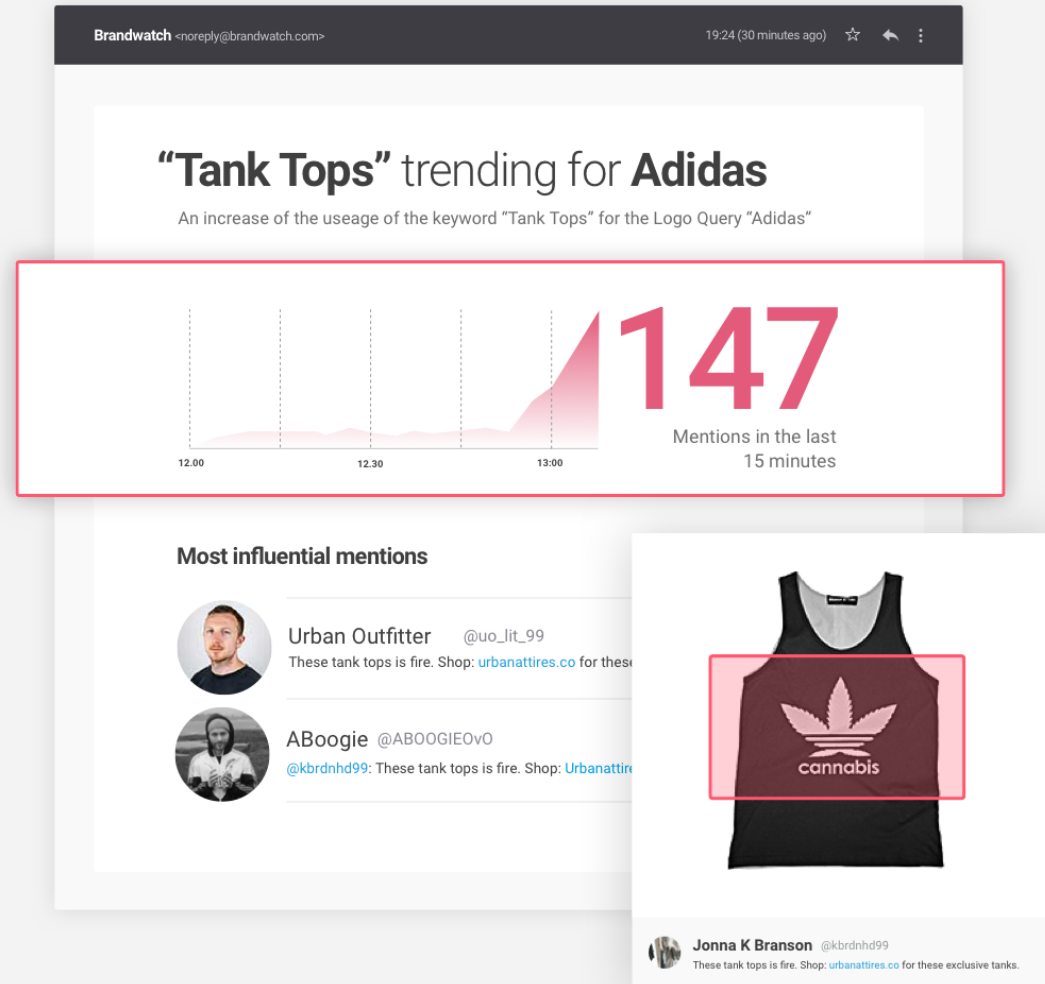 Brandwatch <noreply@brandwatch.com>
19:24 (30 minutes ago)
“Tank Tops” trending for Adidas
An increase of the useage of the keyword “Tank Tops” for the Logo Query “Adidas”
147
Mentions in the last
15 minutes
12.00
12.30
13:00
Most influential mentions
Urban Outfitter @uo_lit_99
These tank tops is fire. Shop: urbanattires.co for these
ABoogie @ABOOGIEOvO
@kbrdnhd99: These tank tops is fire. Shop: Urbanattire
cannabis
Jonna K Branson @kbrdnhd99
These tank tops is fire. Shop: urbanattires.co for these exclusive tanks.